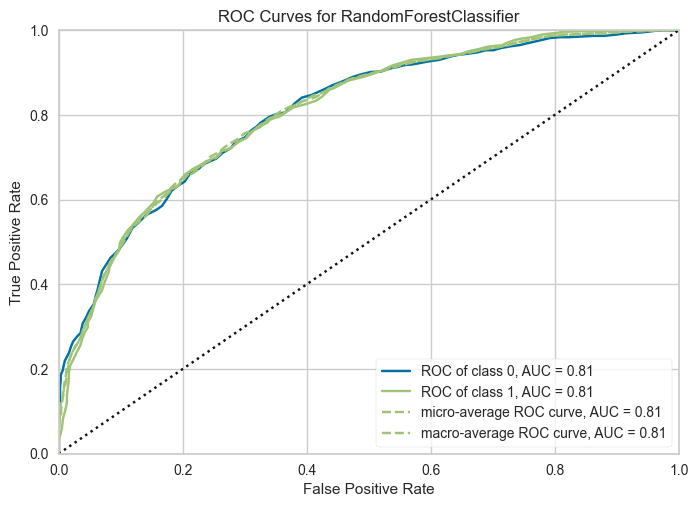 ROC Curves for RandomForestClassifier
1.0
0.8
0.6
0.4
0.2
0.0
True Positive Rate
ROC of class 0, AUC = 0.81
ROC of class 1, AUC = 0.81
micro-average ROC curve, AUC = 0.81
macro-average ROC curve, AUC = 0.81
0.0 0.2 0.4 0.6 0.8 1.0
False Positive Rate